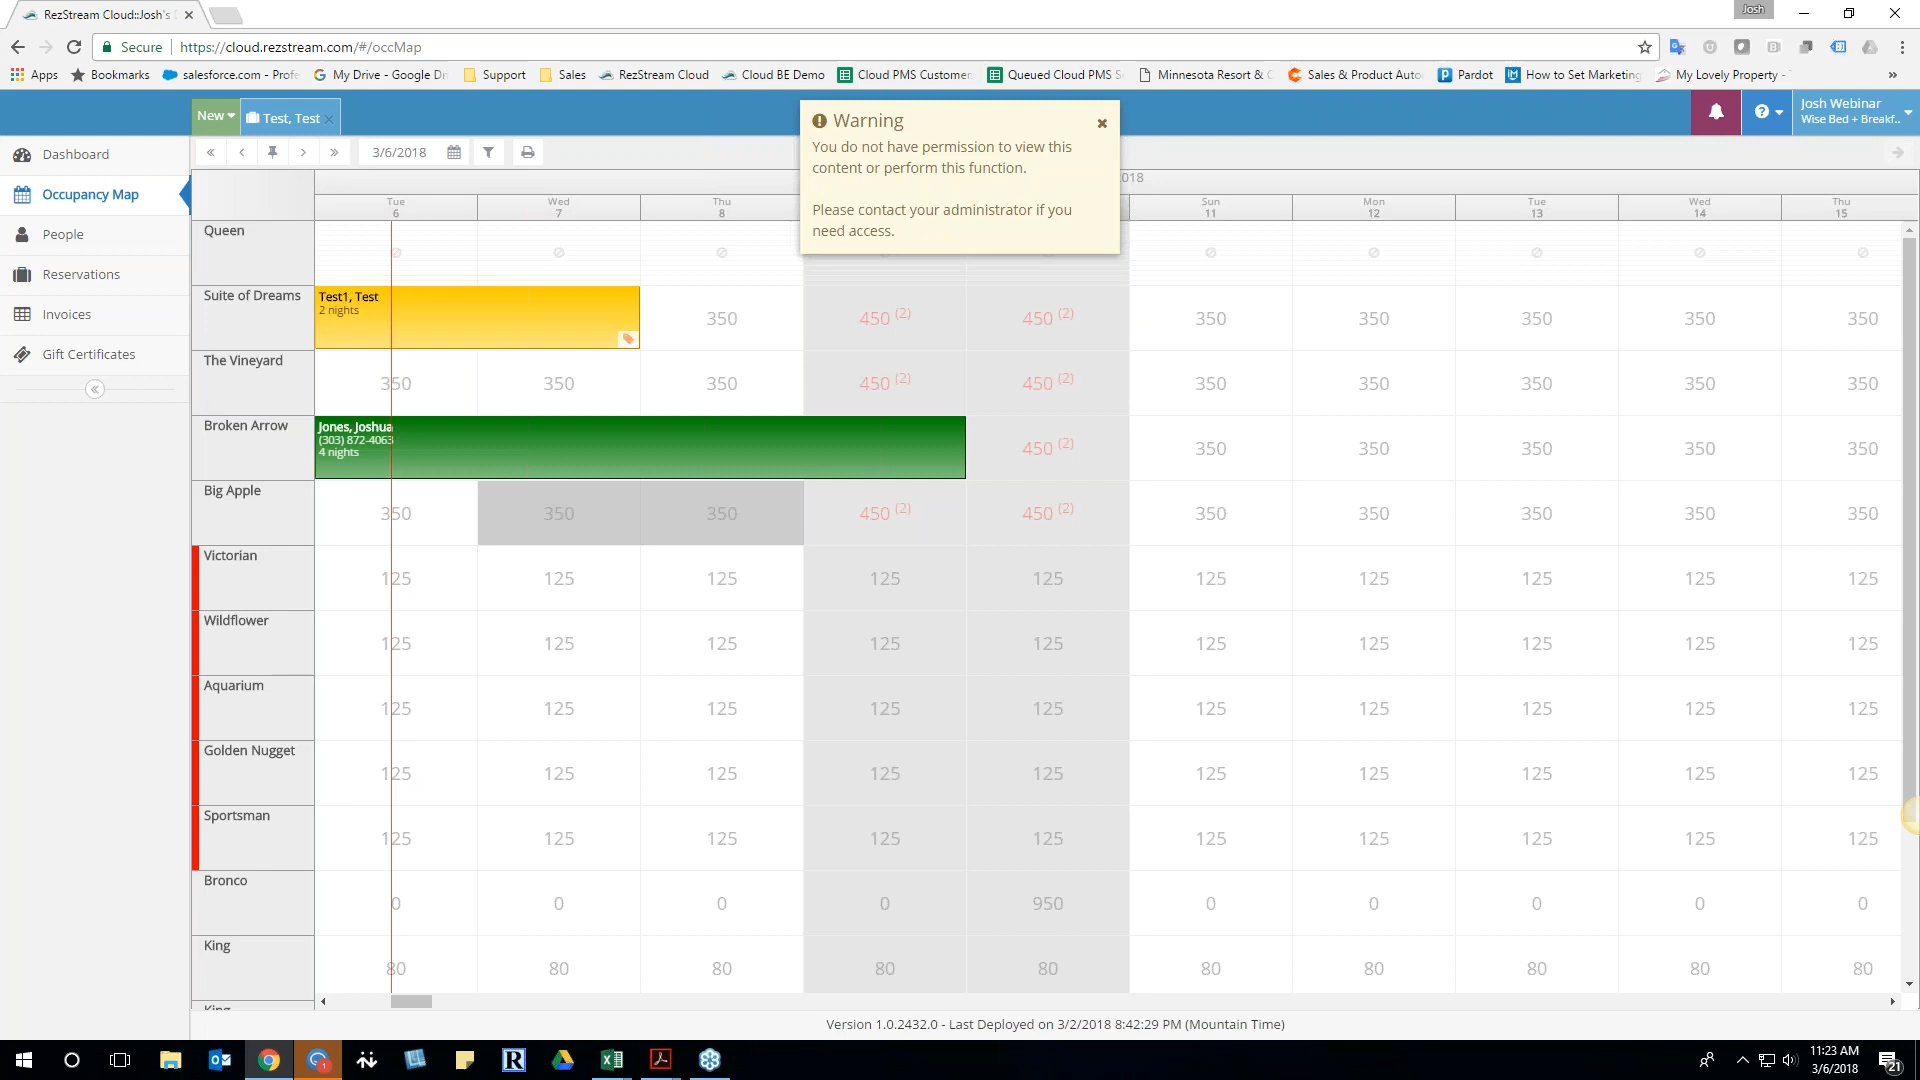 RezStream Cloud::Josh's
Josh
Secure
https://cloud.rezstream.com/#/occMap
Apps
Bookmarks
salesforce.com - Profe
My Drive - Google Dri
Support
Sales
RezStream Cloud
Cloud BE Demo
Cloud PMS Customer
Queued Cloud PMS S
Minnesota Resort & C
Sales & Product Auto
Pardot
How to Set Marketing
My Lovely Property -
»
New
Test, Test
Josh Webinar
Wise Bed + Breakf..
Warning
You do not have permission to view this
content or perform this function.
Please contact your administrator if you
need access.
Dashboard
Occupancy Map
People
Reservations
Invoices
Gift Certificates
3/6/2018
2018
Tue Wed Thu Sun Mon Tue Wed Thu
6 7 8 11 12 13 14 15
Queen
Suite of Dreams
Test1, Test
2 nights
350 450 (2) 450 (2) 350 350 350 350 350
The Vineyard
350 350 350 450 (2) 450 (2) 350 350 350 350 350
Broken Arrow
Jones, Joshua
(303) 872-4063
4 nights
450 (2) 350 350 350 350 350
Big Apple
350 350 350 450 (2) 450 (2) 350 350 350 350 350
Victorian
125 125 125 125 125 125 125 125 125 125
Wildflower
125 125 125 125 125 125 125 125 125 125
Aquarium
125 125 125 125 125 125 125 125 125 125
Golden Nugget
125 125 125 125 125 125 125 125 125 125
Sportsman
125 125 125 125 125 125 125 125 125 125
Bronco
0 0 0 0 950 0 0 0 0 0
King
80 80 80 80 80 80 80 80 80 80
King
Version 1.0.2432.0 - Last Deployed on 3/2/2018 8:42:29 PM (Mountain Time)
11:23 AM
3/6/2018
21